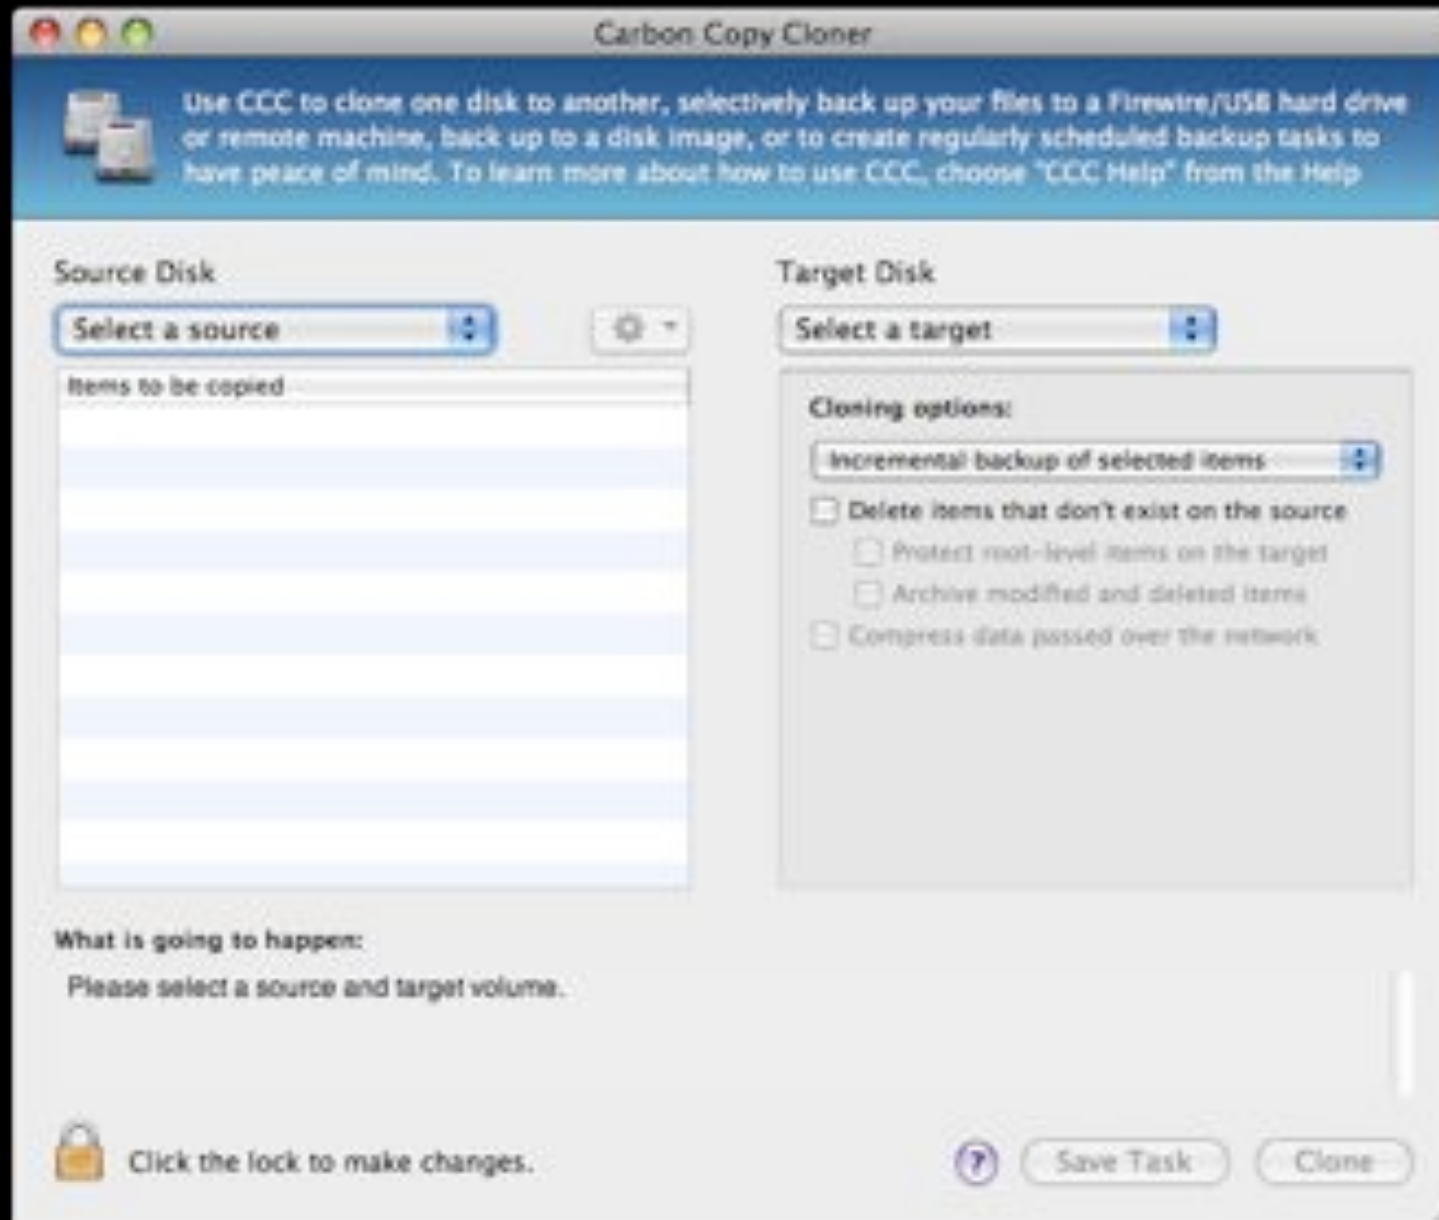 Carbon Copy Cloner
Use CCC to clone one disk to another, selectively back up your files to a Firewire/USB hard drive
or remote machine, back up to a disk image, or to create regularly scheduled backup tasks to
have peace of mind. To learn more about how to use CCC, choose "CCC Help" from the Help
Source Disk
Select a source
Items to be copied
Target Disk
Select a target
Cloning options:
Incremental backup of selected items
Delete items that don't exist on the source
Protect root-level items on the target
Archive modified and deleted items
Compress data passed over the network
What is going to happen:
Please select a source and target volume.
Click the lock to make changes.
?
Save Task
Clone